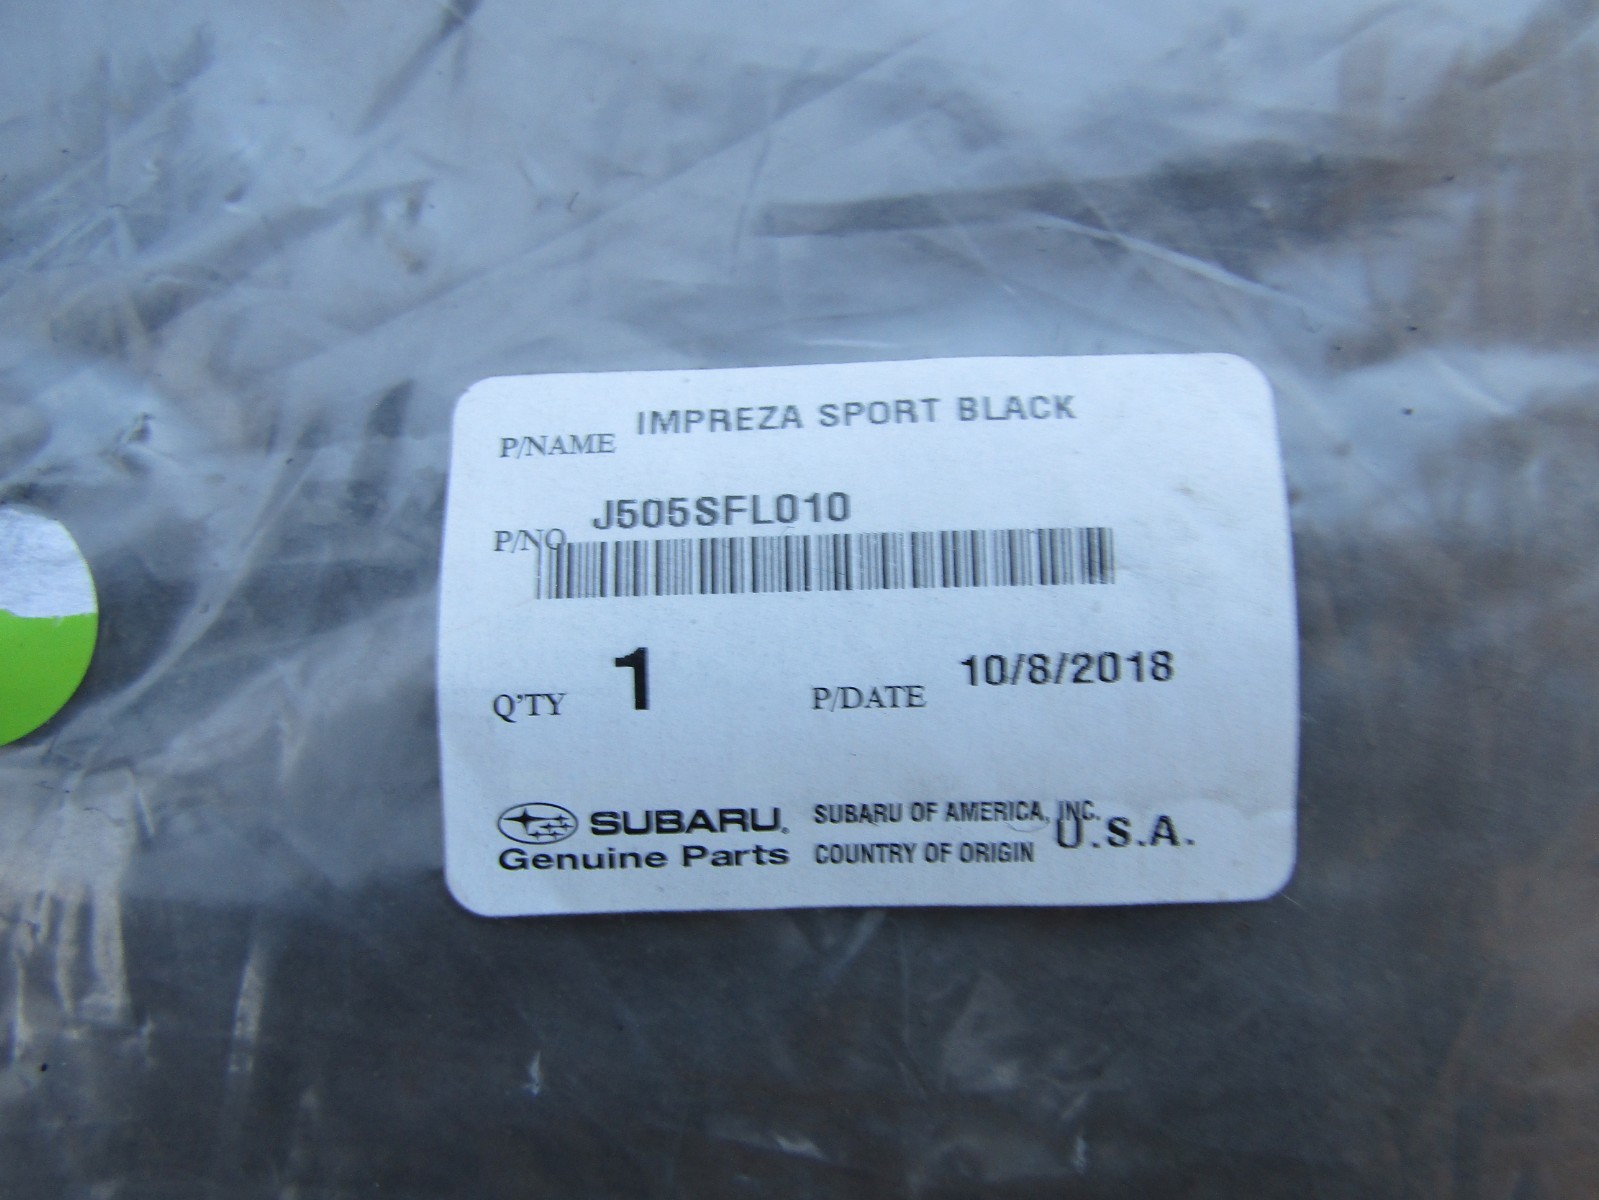 P/NAME IMPREZA SPORT BLACK
P/NO J505SFL010
Q'TY 1 P/DATE 10/8/2018
SUBARU. SUBARU OF AMERICA, INC.
Genuine Parts COUNTRY OF ORIGIN U.S.A.